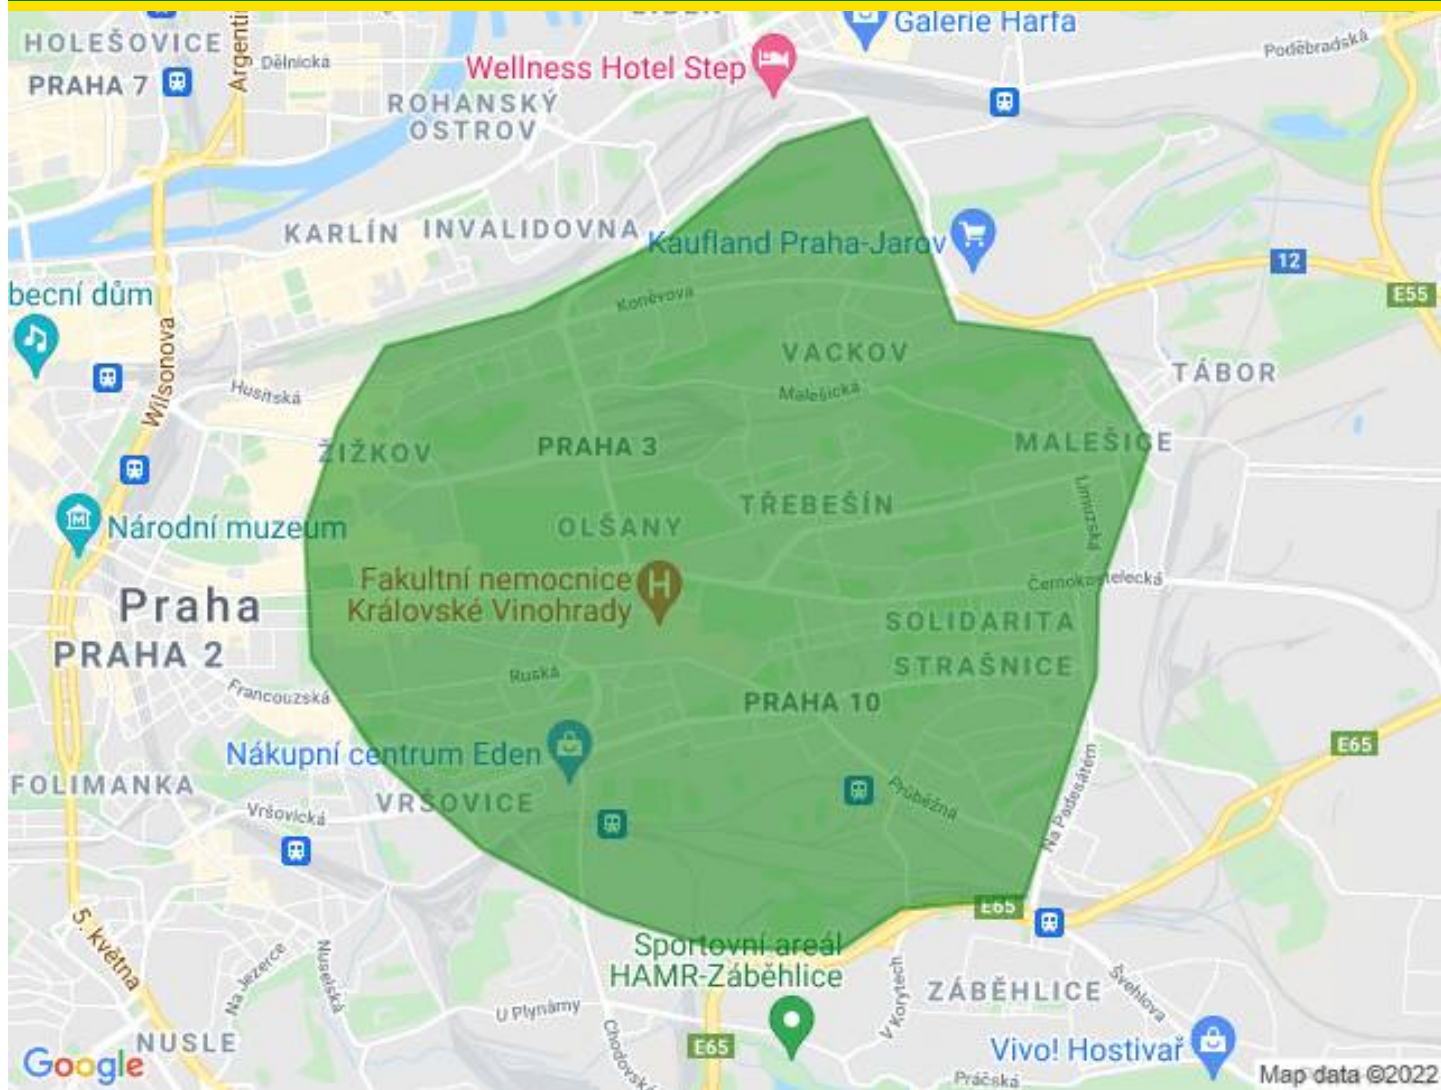 Galerie Harfa
HOLEŠOVICE
Argenti
Poděbradská
Dělnická
Wellness Hotel Step
PRAHA 7
ROHANSKÝ
OSTROV
KARLÍN
INVALIDOVNA
Kaufland Praha-Jarov
12
becní dům
Koněvova
E55
Wilsonova
VACKOV
TÁBOR
Husitská
Malešická
ŽIŽKOV
PRAHA 3
MALEŠICE
TŘEBEŠÍN
Limuzská
Národní muzeum
OLŠANY
Fakultní nemocnice
Královské Vinohrady
Černokostelecká
Praha
SOLIDARITA
PRAHA 2
STRAŠNICE
Ruská
Francouzská
PRAHA 10
E65
Nákupní centrum Eden
FOLIMANKA
VRŠOVICE
Průběžná
Na Padesátém
Vršovická
E65
5. května
Sportovní areál
HAMR-Záběhlice
Na Jezerce
Nuselská
V Korytech
ZÁBĚHLICE
Švehlova
U Plynárny
Chodovská
NUSLE
E65
Vivo! Hostivař
Google
Práčská
Map data ©2022